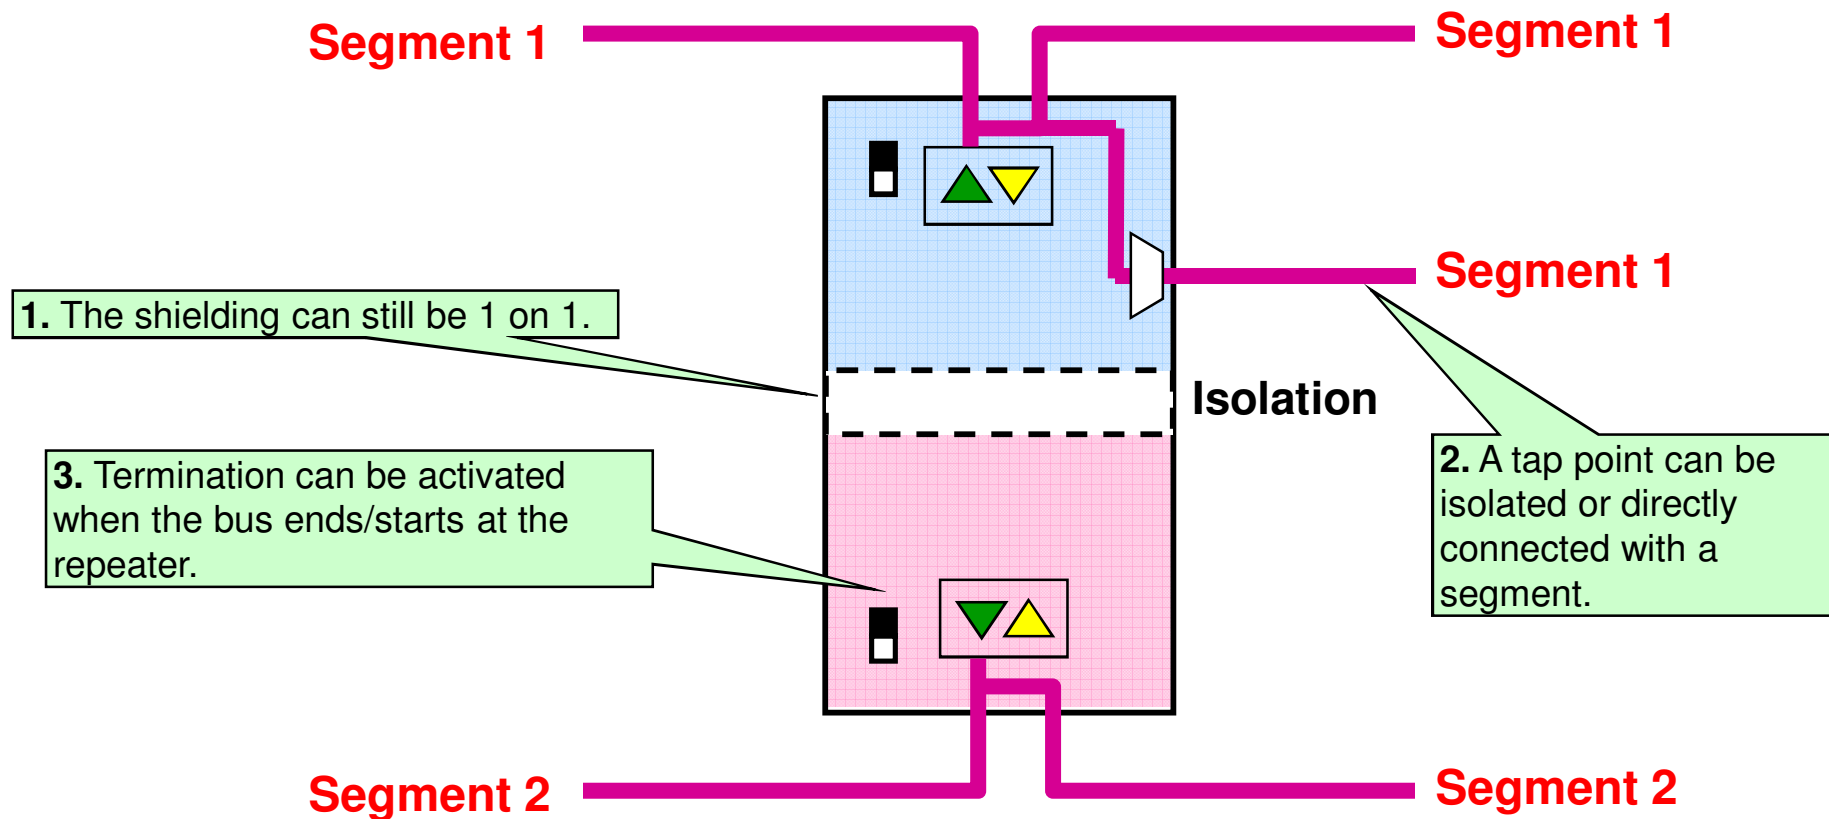 Segment 1
Segment 1
Segment 1
1. The shielding can still be 1 on 1.
Isolation
3. Termination can be activated
when the bus ends/starts at the
repeater.
2. A tap point can be
isolated or directly
connected with a
segment.
Segment 2
Segment 2